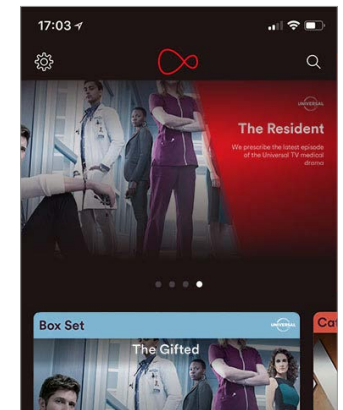 17:03
UNIVERSAL
The Resident
We prescribe the latest episode
of the Universal TV medical
drama
Box Set
UNIVERSAL
Cat
The Gifted